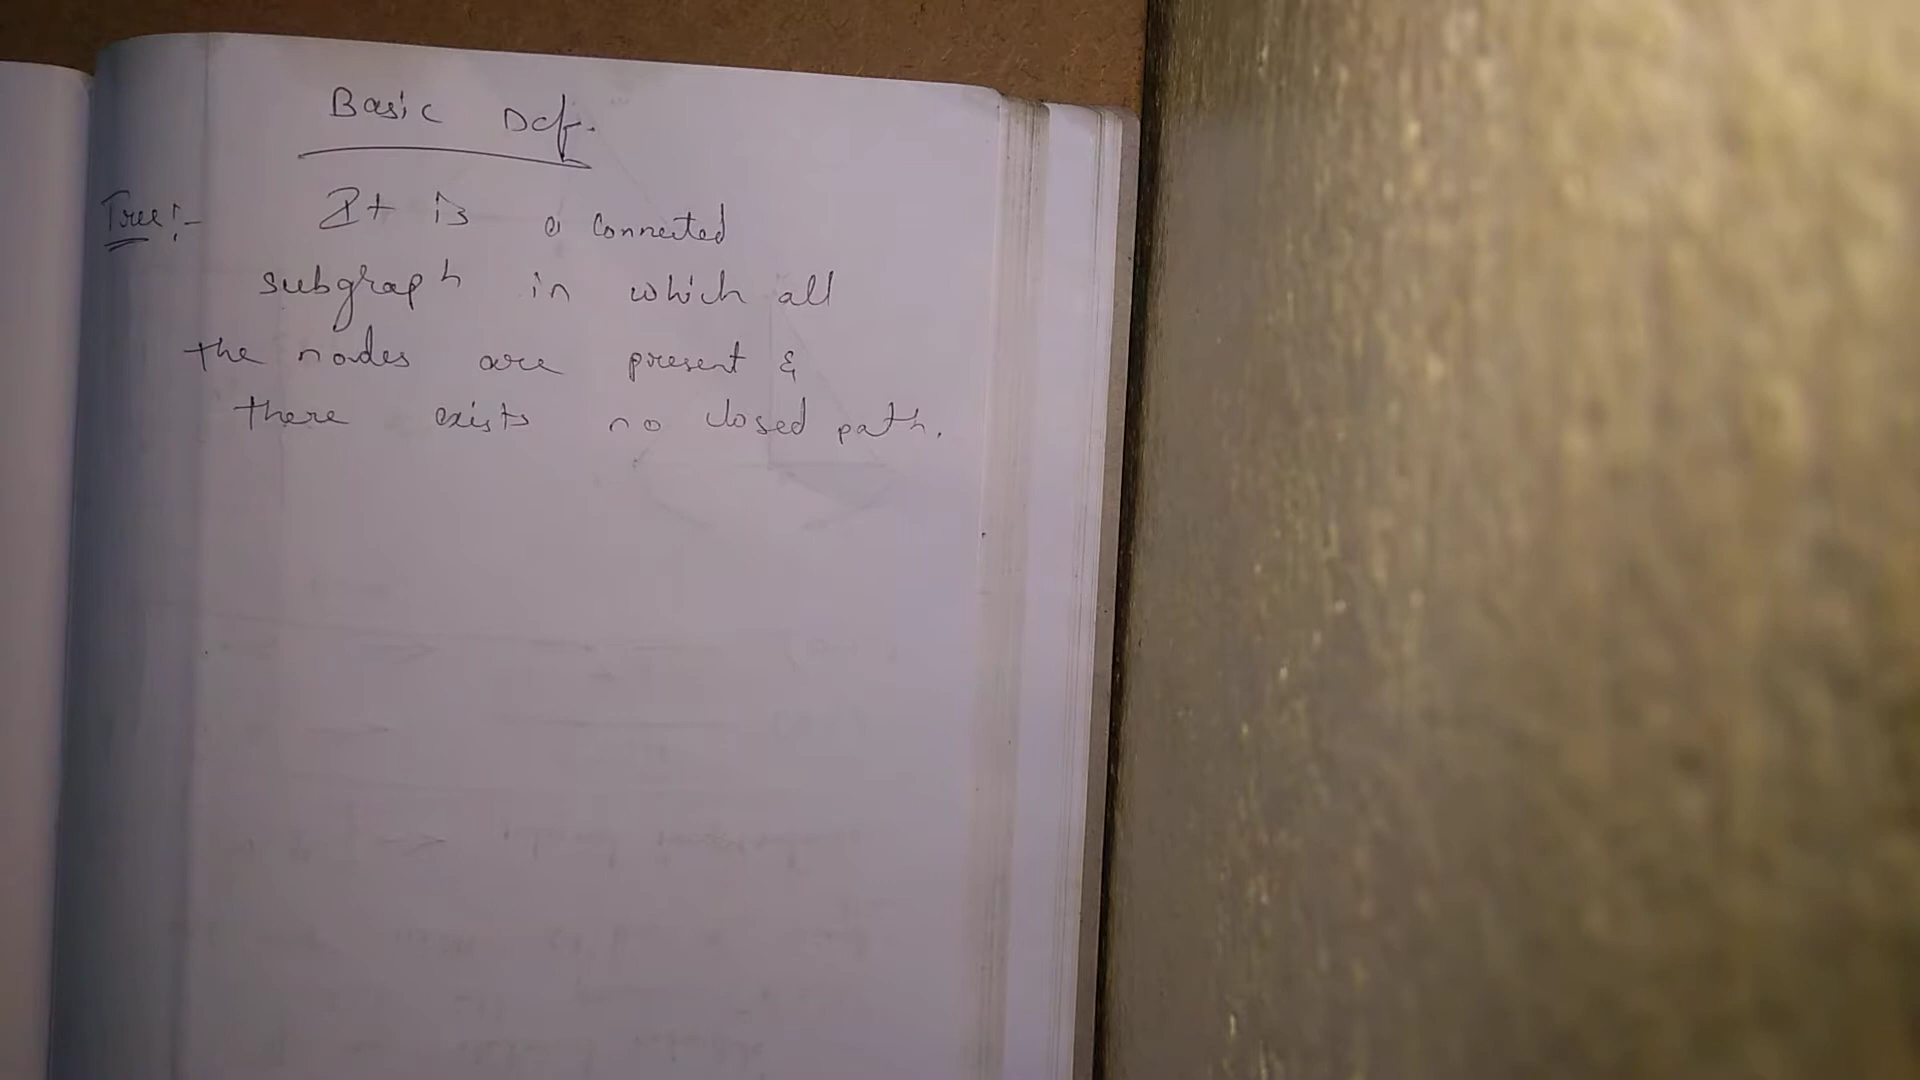 Basic Def.
Tree:- It is a connected
subgraph in which all
the nodes are present &
there exists no closed path.